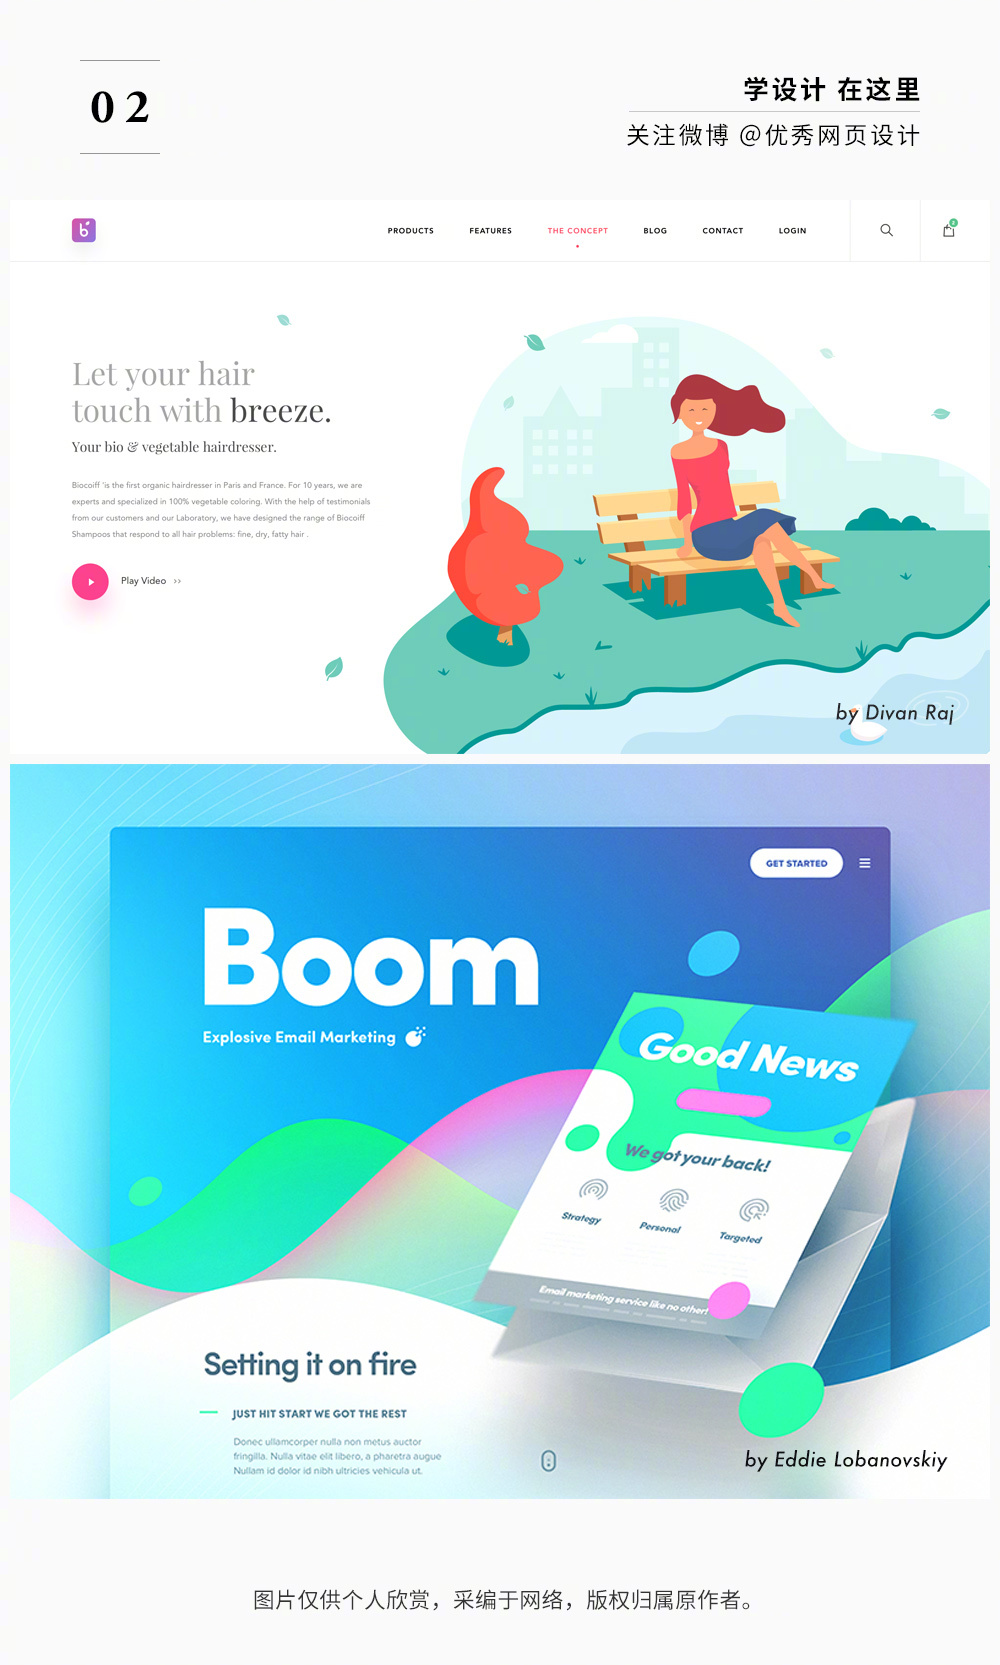 02
学设计 在这里
关注微博 @优秀网页设计
b
PRODUCTS FEATURES THE CONCEPT BLOG CONTACT LOGIN
Let your hair
touch with breeze.
Your bio & vegetable hairdresser.
Biocoiff 'is the first organic hairdresser in Paris and France. For 10 years, we are
experts and specialized in 100% vegetable coloring. With the help of testimonials
from our customers and our Laboratory, we have designed the range of Biocoiff
Shampoos that respond to all hair problems: fine, dry, fatty hair .
Play Video ››
by Divan Raj
GET STARTED
Boom
Explosive Email Marketing
Good News
We got your back!
Strategy Personal Targeted
Email marketing service like no other!
Setting it on fire
JUST HIT START WE GOT THE REST
Donec ullamcorper nulla non metus auctor
fringilla. Nulla vitae elit libero, a pharetra augue
Nullam id dolor id nibh ultricies vehicula ut.
by Eddie Lobanovskiy
图片仅供个人欣赏，采编于网络，版权归属原作者。